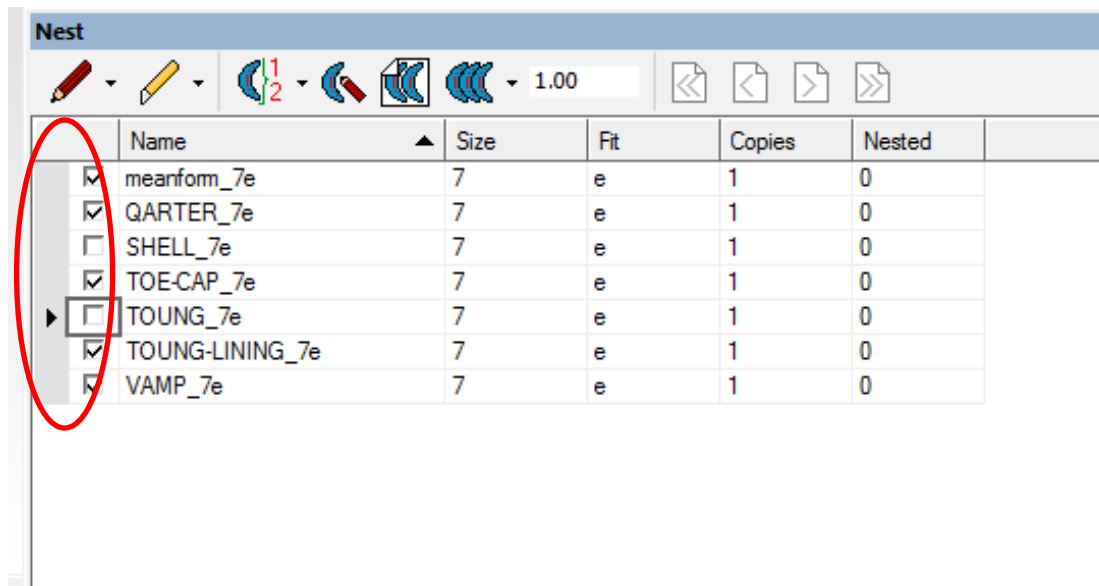 Nest
1 2 1.00
Name Size Fit Copies Nested
meanform_7e 7 e 1 0
QARTER_7e 7 e 1 0
SHELL_7e 7 e 1 0
TOE-CAP_7e 7 e 1 0
TOUNG_7e 7 e 1 0
TOUNG-LINING_7e 7 e 1 0
VAMP_7e 7 e 1 0